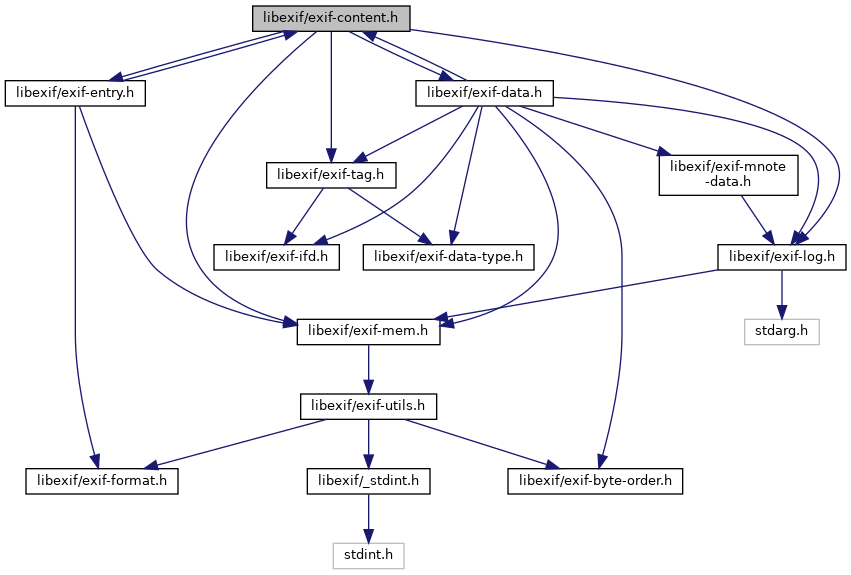 libexif/exif-content.h
libexif/exif-entry.h
libexif/exif-data.h
libexif/exif-mnote
-data.h
libexif/exif-tag.h
libexif/exif-ifd.h
libexif/exif-data-type.h
libexif/exif-log.h
libexif/exif-mem.h
stdarg.h
libexif/exif-utils.h
libexif/exif-format.h
libexif/_stdint.h
libexif/exif-byte-order.h
stdint.h